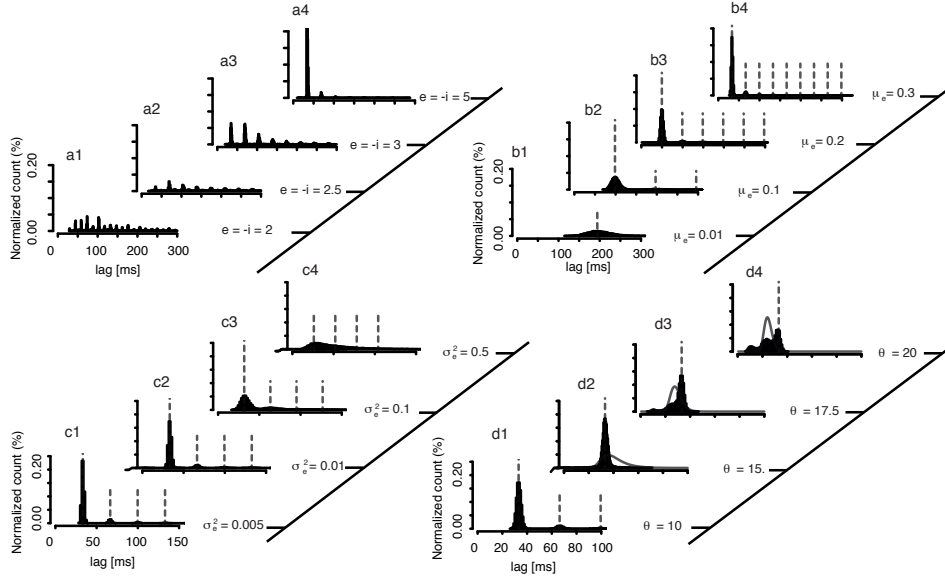 a4
b4
a3
e = -i = 5
b3
μe = 0.3
a2
b2
e = -i = 3
μe = 0.2
a1
b1
e = -i = 2.5
μe = 0.1
Normalized count (%)
0.20
0.00
e = -i = 2
0 100 200 300
lag [ms]
Normalized count (%)
0.20
0.00
μe = 0.01
0 100 200 300
lag [ms]
c4
d4
c3
σe² = 0.5
d3
θ = 20
c2
d2
σe² = 0.1
θ = 17.5
c1
d1
σe² = 0.01
θ = 15.
Normalized count (%)
0.20
0.00
σe² = 0.005
0 50 100 150
lag [ms]
Normalized count (%)
0.20
0.00
θ = 10
0 20 40 60 80 100
lag [ms]